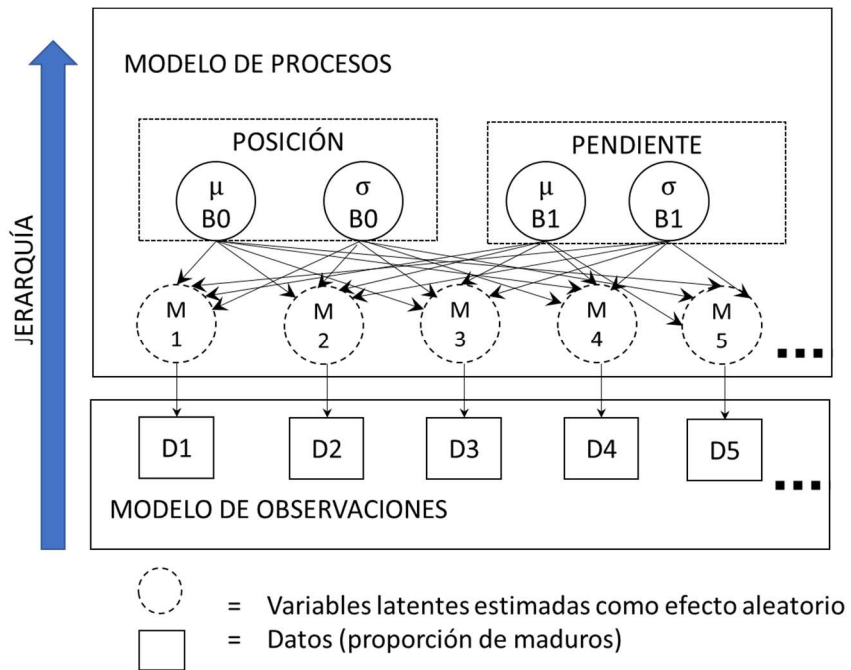 MODELO DE PROCESOS
POSICIÓN
PENDIENTE
μ B0
σ B0
μ B1
σ B1
JERARQUÍA
M 1
M 2
M 3
M 4
M 5
D1
D2
D3
D4
D5
MODELO DE OBSERVACIONES
= Variables latentes estimadas como efecto aleatorio
= Datos (proporción de maduros)